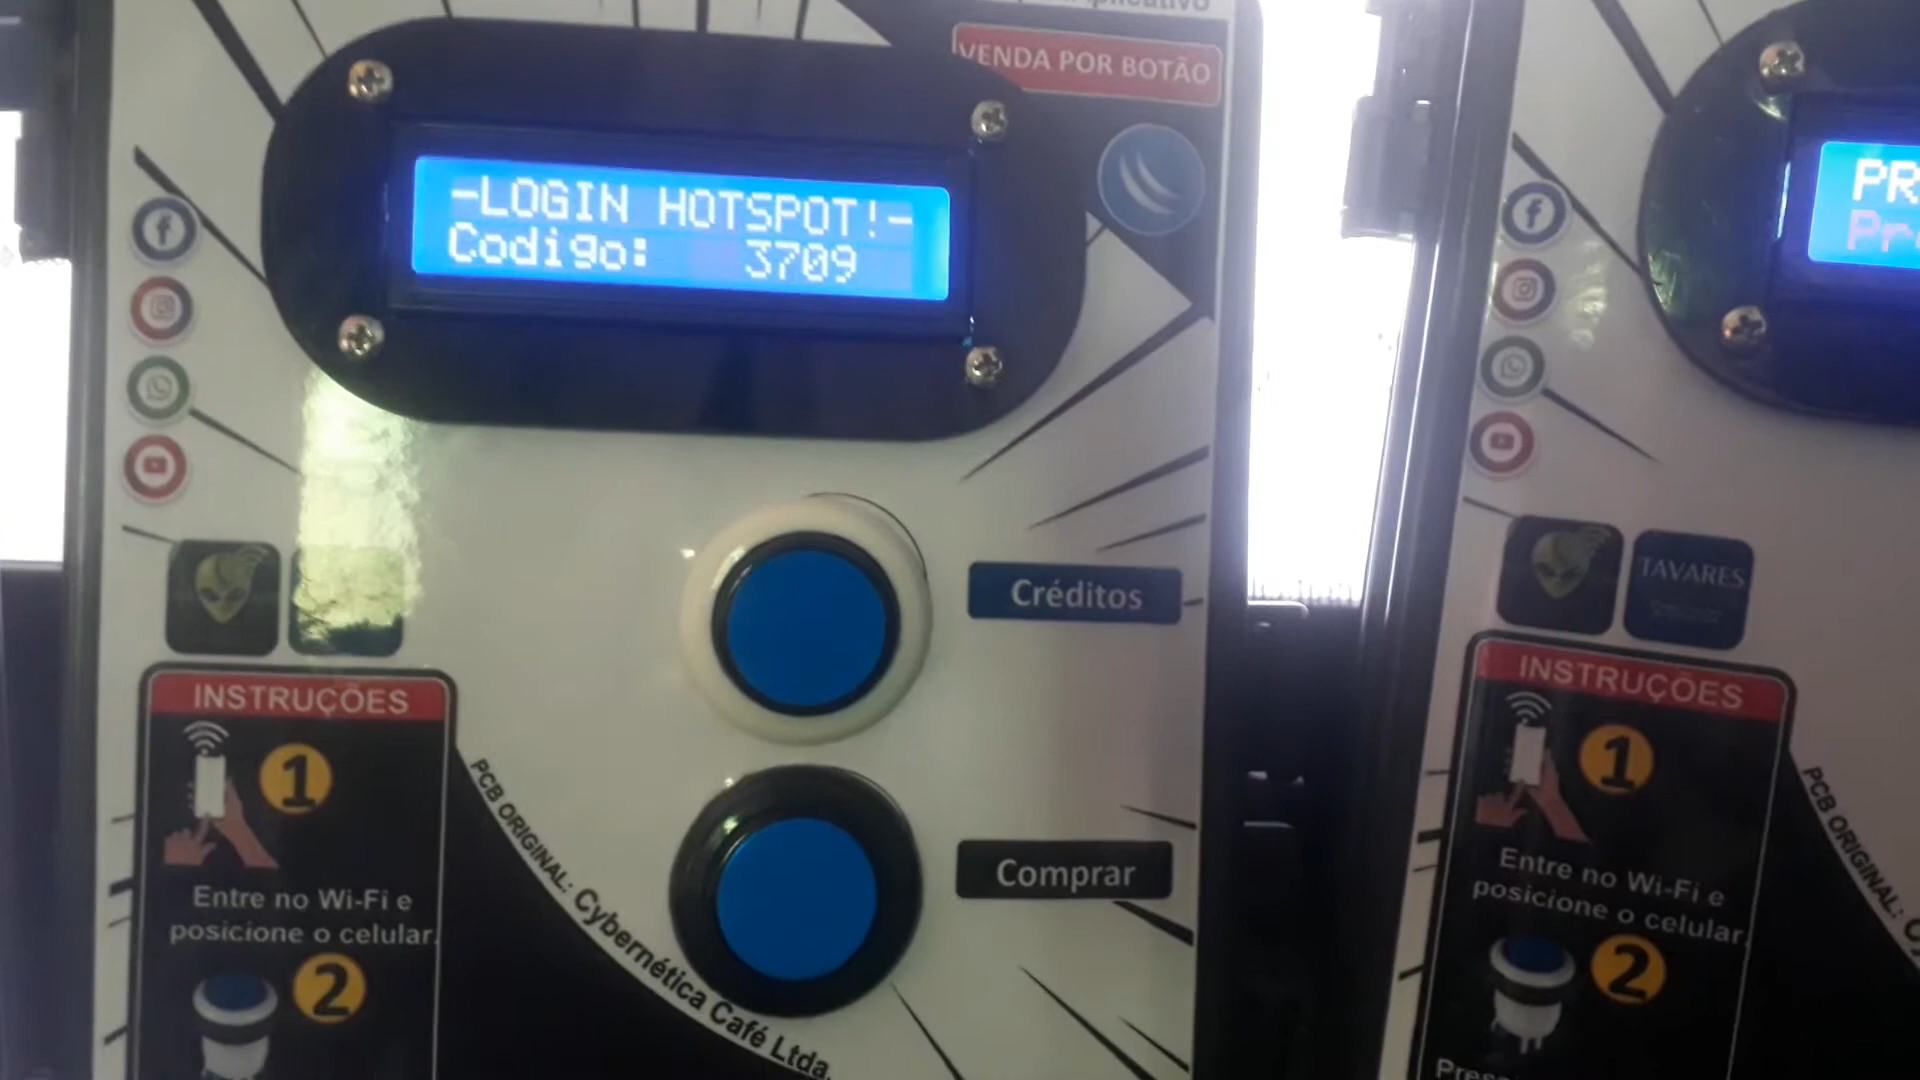 VENDA POR BOTÃO
-LOGIN HOTSPOT!-
Codigo: 3709
Créditos
INSTRUÇÕES
1
Entre no Wi-Fi e
posicione o celular.
2
Comprar
PCB ORIGINAL: Cybernética Café Ltda.
PR
TAVARES
INSTRUÇÕES
1
Entre no Wi-Fi e
posicione o celular.
2
PCB ORIGINAL: